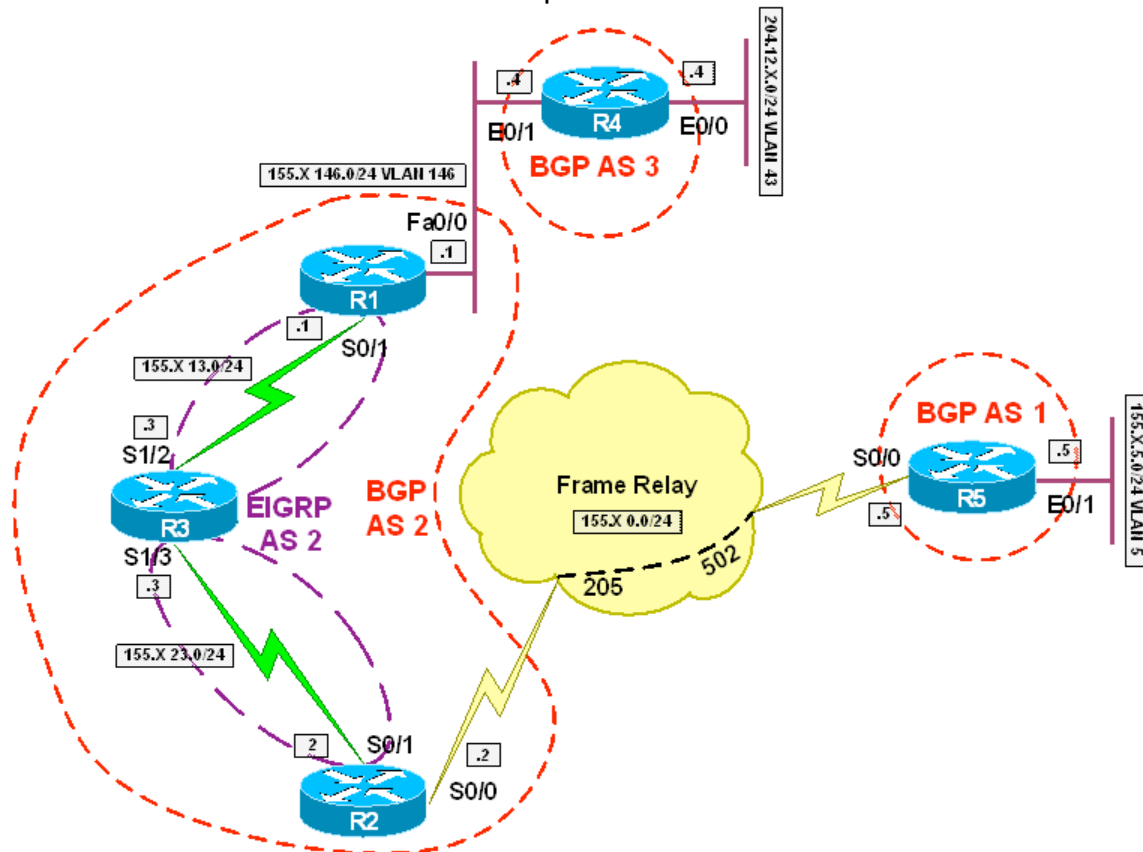 204.12.X.0/24 VLAN 43
.4
.4
R4
E0/1
E0/0
BGP AS 3
155.X 146.0/24 VLAN 146
Fa0/0
.1
R1
.1
S0/1
155.X 13.0/24
.3
S1/2
R3
EIGRP
AS 2
BGP
AS 2
S1/3
.3
155.X 23.0/24
2
S0/1
R2
.2
S0/0
Frame Relay
155.X 0.0/24
205
502
BGP AS 1
S0/0
.5
R5
.5
E0/1
155.X.5.0/24 VLAN 5